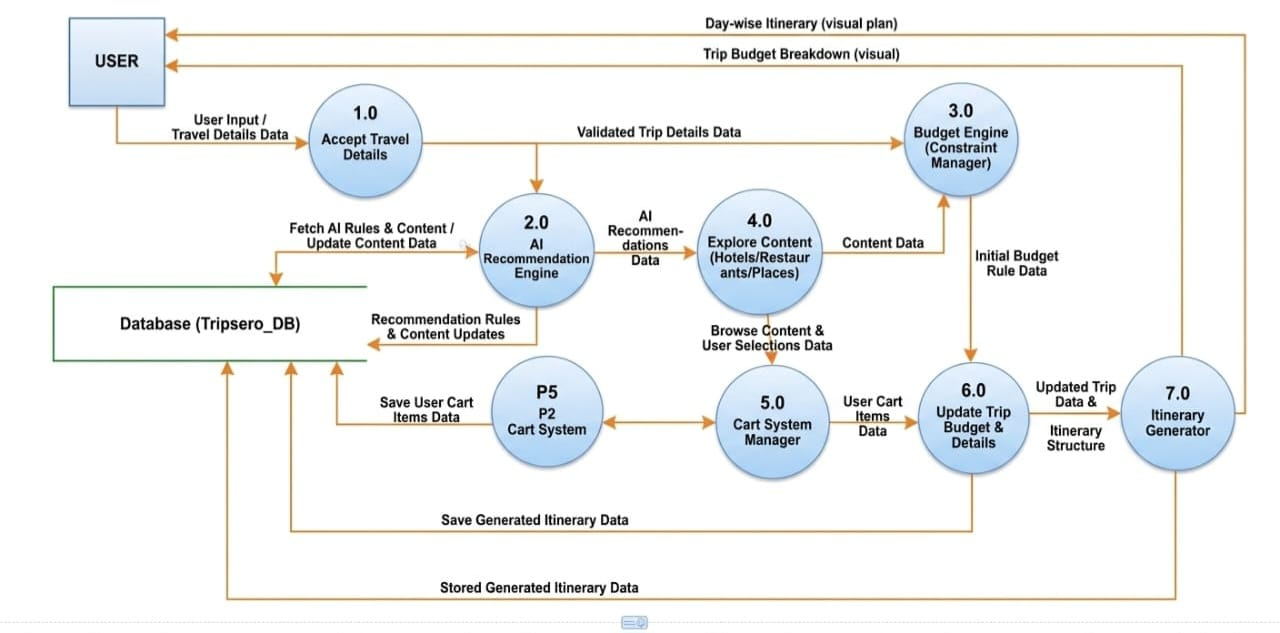 Day-wise Itinerary (visual plan)
Trip Budget Breakdown (visual)
USER
User Input /
Travel Details Data
1.0
Accept Travel
Details
Validated Trip Details Data
3.0
Budget Engine
(Constraint
Manager)
Fetch AI Rules & Content /
Update Content Data
2.0
AI
Recommendation
Engine
AI
Recommen-
dations
Data
4.0
Explore Content
(Hotels/Restaur
ants/Places)
Content Data
Initial Budget
Rule Data
Database (Tripsero_DB)
Recommendation Rules
& Content Updates
Browse Content &
User Selections Data
Save User Cart
Items Data
P5
P2
Cart System
5.0
Cart System
Manager
User Cart
Items
Data
6.0
Update Trip
Budget &
Details
Updated Trip
Data &
Itinerary
Structure
7.0
Itinerary
Generator
Save Generated Itinerary Data
Stored Generated Itinerary Data